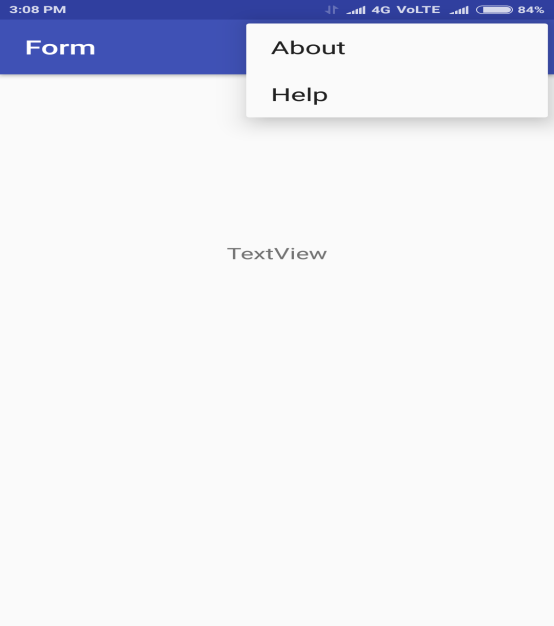 3:08 PM 4G VoLTE 84%
Form
About
Help
TextView